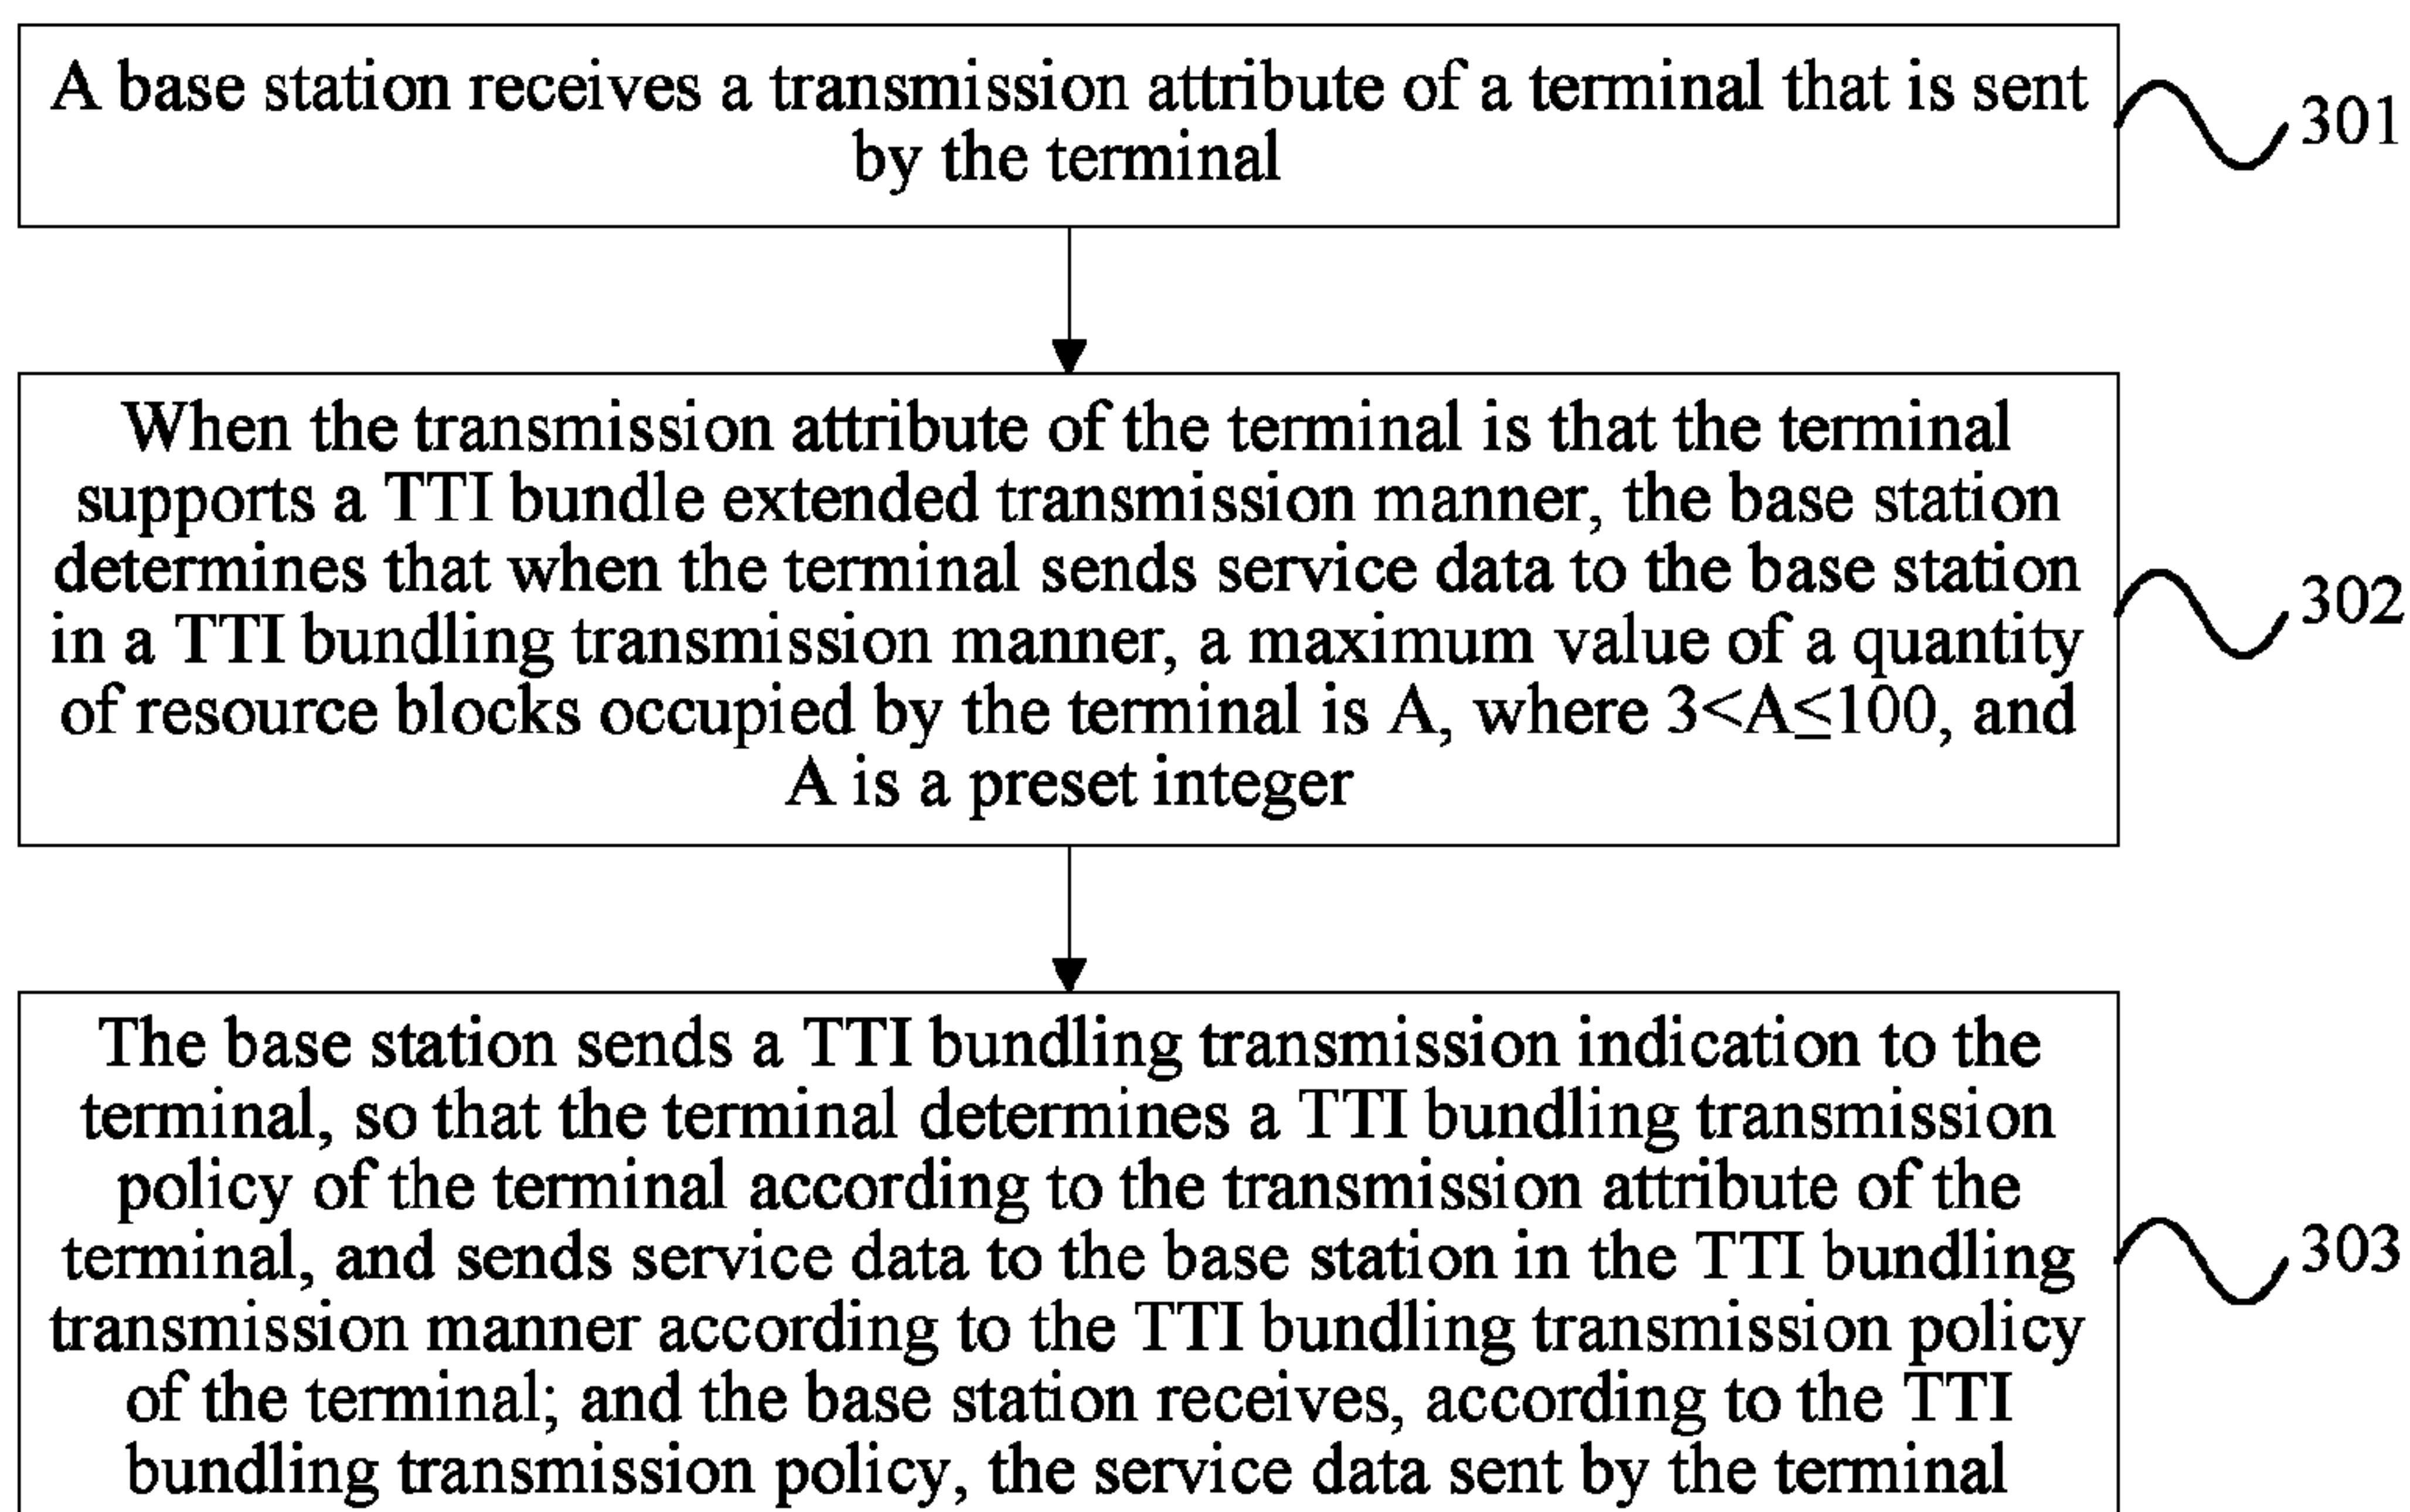 A base station receives a transmission attribute of a terminal that is sent
by the terminal
301
When the transmission attribute of the terminal is that the terminal
supports a TTI bundle extended transmission manner, the base station
determines that when the terminal sends service data to the base station
in a TTI bundling transmission manner, a maximum value of a quantity
of resource blocks occupied by the terminal is A, where 3<A≤100, and
A is a preset integer
302
The base station sends a TTI bundling transmission indication to the
terminal, so that the terminal determines a TTI bundling transmission
policy of the terminal according to the transmission attribute of the
terminal, and sends service data to the base station in the TTI bundling
transmission manner according to the TTI bundling transmission policy
of the terminal; and the base station receives, according to the TTI
bundling transmission policy, the service data sent by the terminal
303